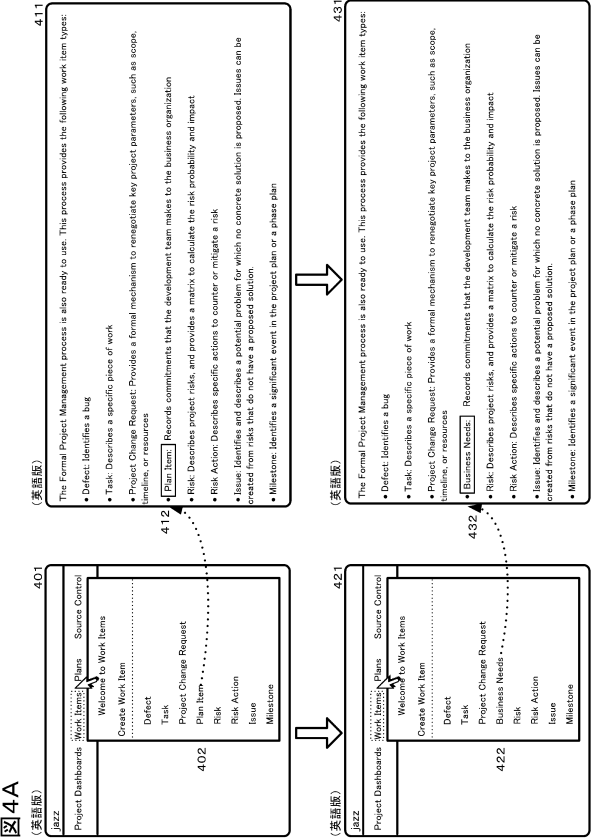 図4A
(英語版)
401
jazz
Project Dashboards
Work Items
Plans
Source Control
Welcome to Work Items
Create Work Item
Defect
Task
Project Change Request
Plan Item
Risk
Risk Action
Issue
Milestone
402
(英語版)
411
The Formal Project Management process is also ready to use. This process provides the following work item types:
• Defect: Identifies a bug
• Task: Describes a specific piece of work
• Project Change Request: Provides a formal mechanism to renegotiate key project parameters, such as scope,
timeline, or resources
• Plan Item: Records commitments that the development team makes to the business organization
• Risk: Describes project risks, and provides a matrix to calculate the risk probability and impact
• Risk Action: Describes specific actions to counter or mitigate a risk
• Issue: Identifies and describes a potential problem for which no concrete solution is proposed. Issues can be
created from risks that do not have a proposed solution.
• Milestone: Identifies a significant event in the project plan or a phase plan
412
(英語版)
421
jazz
Project Dashboards
Work Items
Plans
Source Control
Welcome to Work Items
Create Work Item
Defect
Task
Project Change Request
Business Needs
Risk
Risk Action
Issue
Milestone
422
(英語版)
431
The Formal Project Management process is also ready to use. This process provides the following work item types:
• Defect: Identifies a bug
• Task: Describes a specific piece of work
• Project Change Request: Provides a formal mechanism to renegotiate key project parameters, such as scope,
timeline, or resources
• Business Needs: Records commitments that the development team makes to the business organization
• Risk: Describes project risks, and provides a matrix to calculate the risk probability and impact
• Risk Action: Describes specific actions to counter or mitigate a risk
• Issue: Identifies and describes a potential problem for which no concrete solution is proposed. Issues can be
created from risks that do not have a proposed solution.
• Milestone: Identifies a significant event in the project plan or a phase plan
432